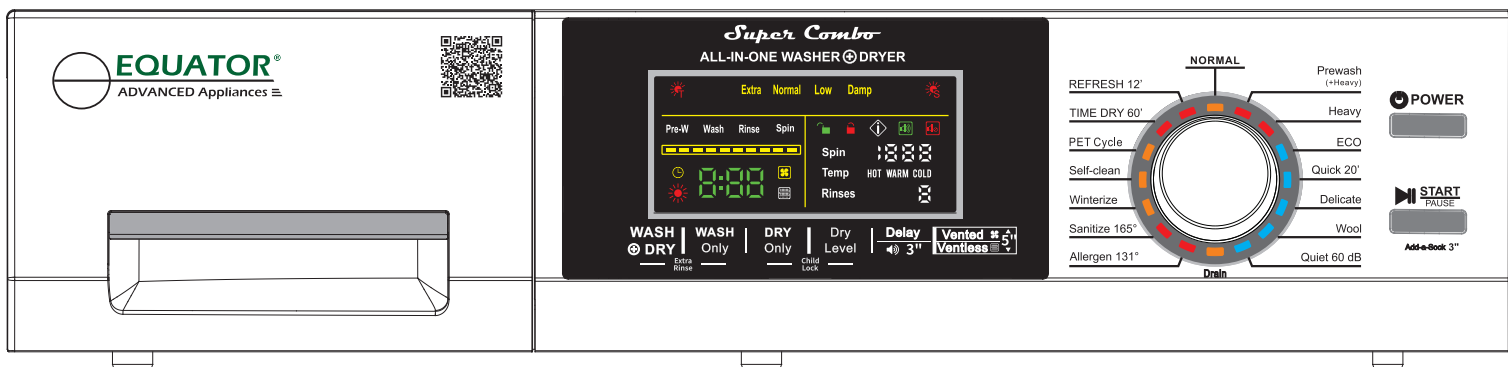 EQUATOR®
ADVANCED Appliances
Super Combo
ALL-IN-ONE WASHER DRYER
Extra Normal Low Damp
Pre-W Wash Rinse Spin
8:88
Spin 1888
Temp HOT WARM COLD
Rinses 8
WASH DRY
WASH Only
DRY Only
Dry Level
Delay 3"
Vented
Ventless
5"
Extra Rinse
Child Lock
NORMAL
REFRESH 12'
TIME DRY 60'
PET Cycle
Self-clean
Winterize
Sanitize 165°
Allergen 131°
Drain
Prewash
(+Heavy)
Heavy
ECO
Quick 20'
Delicate
Wool
Quiet 60 dB
POWER
START
PAUSE
Add-a-Sock 3"